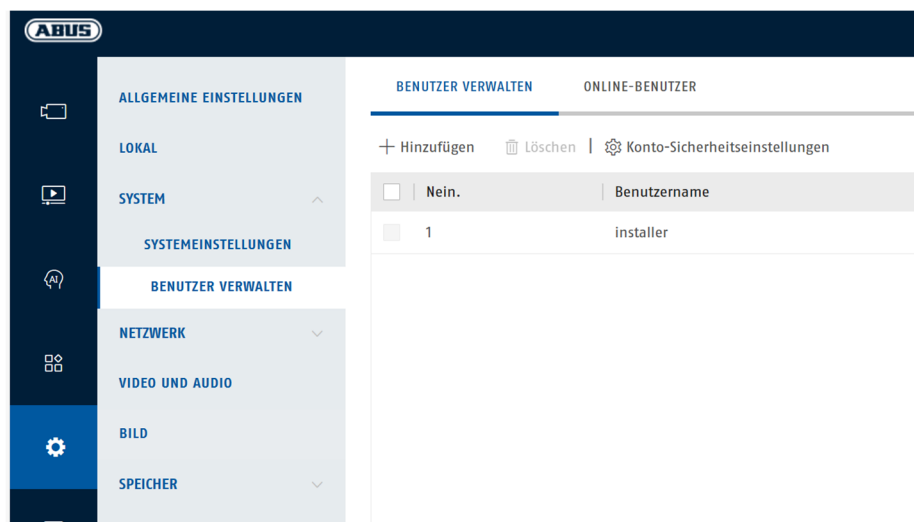 ABUS
ALLGEMEINE EINSTELLUNGEN
LOKAL
SYSTEM
SYSTEMEINSTELLUNGEN
BENUTZER VERWALTEN
NETZWERK
VIDEO UND AUDIO
BILD
SPEICHER
AI
BENUTZER VERWALTEN ONLINE-BENUTZER
Hinzufügen Löschen | Konto-Sicherheitseinstellungen
Nein. Benutzername
1 installer